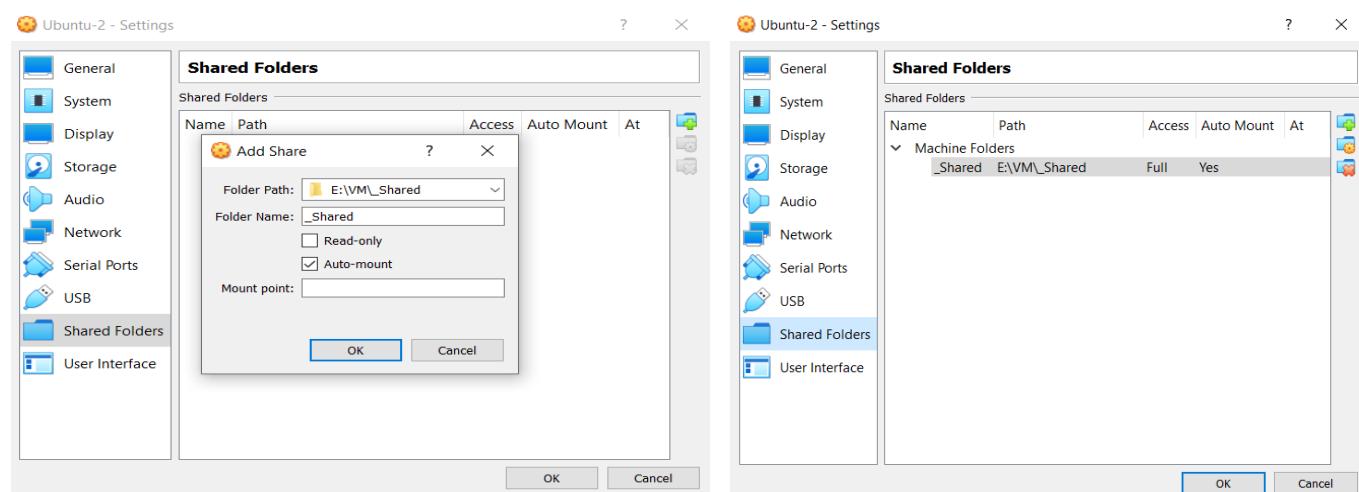 Ubuntu-2 - Settings ? ×
General
System
Display
Storage
Audio
Network
Serial Ports
USB
Shared Folders
User Interface
Shared Folders
Shared Folders
Name Path Access Auto Mount At
Add Share ? ×
Folder Path: E:\VM\_Shared
Folder Name: _Shared
Read-only
Auto-mount
Mount point:
OK Cancel
OK Cancel
Ubuntu-2 - Settings ? ×
General
System
Display
Storage
Audio
Network
Serial Ports
USB
Shared Folders
User Interface
Shared Folders
Shared Folders
Name Path Access Auto Mount At
Machine Folders
_Shared E:\VM\_Shared Full Yes
OK Cancel